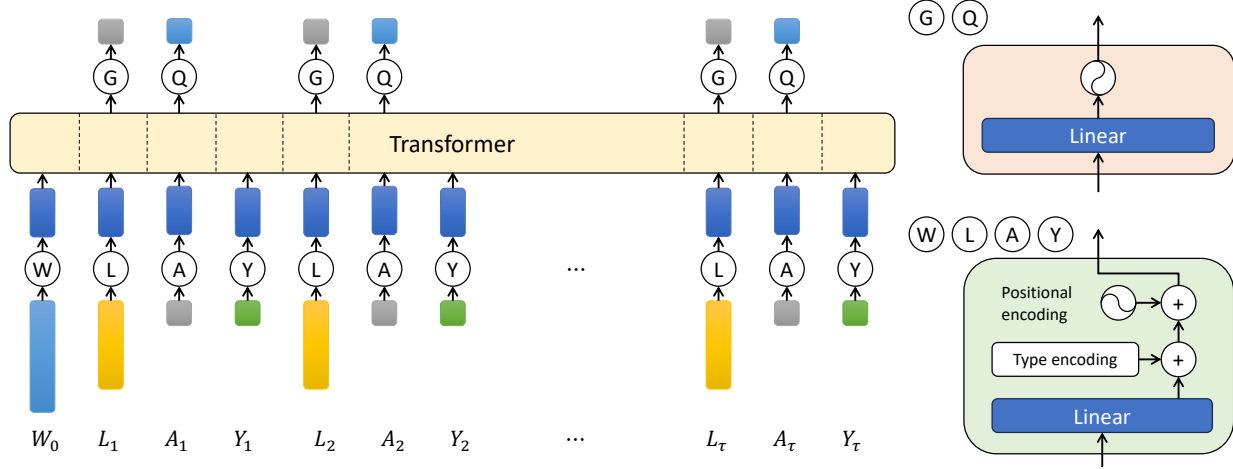 G Q G Q G Q
Transformer
W L A Y L A Y ... L A Y
W₀ L₁ A₁ Y₁ L₂ A₂ Y₂ ... L_τ A_τ Y_τ
G Q
Linear
W L A Y
Positional
encoding
+
Type encoding
+
Linear